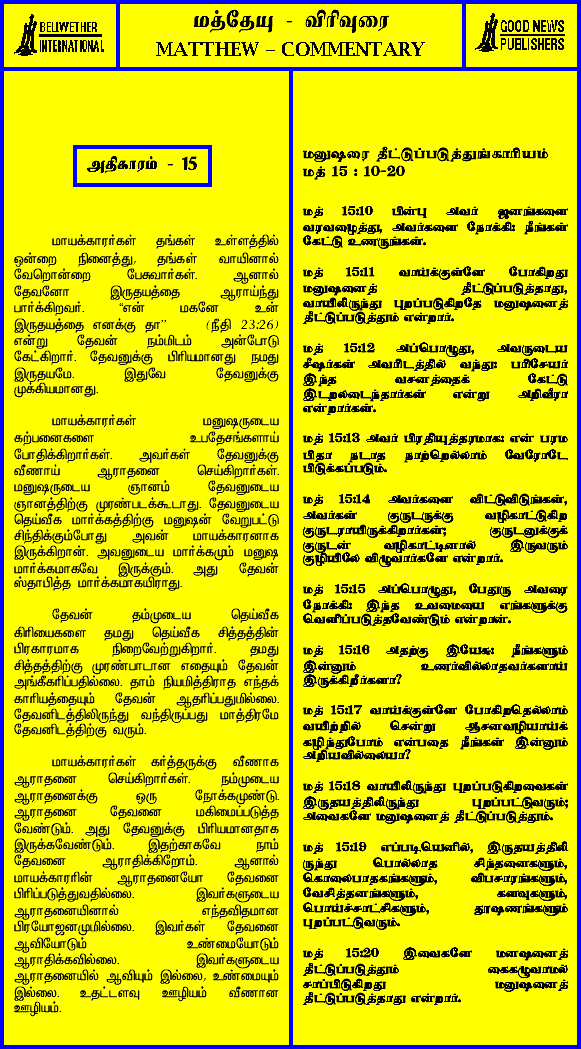 BELIWETHER
INTERNATIONAL
மத்தேயு - விரிவுரை
MATTHEW – COMMENTARY
GOOD NEWS
PUBLISHERS
அதிகாரம் - 15
மாயக்காரர்கள் தங்கள் உள்ளத்தில்
ஒன்றை நினைத்து, தங்கள் வாயினால்
வேறொன்றை பேசுவார்கள். ஆனால்
தேவனோ இருதயத்தை ஆராய்ந்து
பார்க்கிறவர். “என் மகனே உன்
இருதயத்தை எனக்கு தா” (நீதி 23:26)
என்று தேவன் நம்மிடம் அன்போடு
கேட்கிறார். தேவனுக்கு பிரியமானது நமது
இருதயமே. இதுவே தேவனுக்கு
முக்கியமானது.
மாயக்காரர்கள் மனுஷருடைய
கற்பனைகளை உபதேசங்களாய்
போதிக்கிறார்கள். அவர்கள் தேவனுக்கு
வீணாய் ஆராதனை செய்கிறார்கள்.
மனுஷருடைய ஞானம் தேவனுடைய
ஞானத்திற்கு முரண்படக்கூடாது. தேவனுடைய
தெய்வீக மார்க்கத்திற்கு மனுஷன் வேறுபட்டு
சிந்திக்கும்போது அவன் மாயக்காரனாக
இருக்கிறான். அவனுடைய மார்க்கமும் மனுஷ
மார்க்கமாகவே இருக்கும். அது தேவன்
ஸ்தாபித்த மார்க்கமாகயிராது.
தேவன் தம்முடைய தெய்வீக
கிரியைகளை தமது தெய்வீக சித்தத்தின்
பிரகாரமாக நிறைவேற்றுகிறார். தமது
சித்தத்திற்கு முரண்பாடான எதையும் தேவன்
அங்கீகரிப்பதில்லை. தாம் நியமித்திராத எந்தக்
காரியத்தையும் தேவன் ஆதரிப்பதுமில்லை.
தேவனிடத்திலிருந்து வந்திருப்பது மாத்திரமே
தேவனிடத்திற்கு வரும்.
மாயக்காரர்கள் கர்த்தருக்கு வீணாக
ஆராதனை செய்கிறார்கள். நம்முடைய
ஆராதனைக்கு ஒரு நோக்கமுண்டு.
ஆராதனை தேவனை மகிமைப்படுத்த
வேண்டும். அது தேவனுக்கு பிரியமானதாக
இருக்கவேண்டும். இதற்காகவே நாம்
தேவனை ஆராதிக்கிறோம். ஆனால்
மாயக்காரரின் ஆராதனையோ தேவனை
பிரிப்படுத்துவதில்லை. இவர்களுடைய
ஆராதனையினால் எந்தவிதமான
பிரயோஜனமுமில்லை. இவர்கள் தேவனை
ஆவியோடும் உண்மையோடும்
ஆராதிக்கவில்லை. இவர்களுடைய
ஆராதனையில் ஆவியும் இல்லை, உண்மையும்
இல்லை. உதட்டளவு ஊழியம் வீணான
ஊழியம்.
மனுஷரை தீட்டுப்படுத்துங்காரியம்
மத் 15 : 10-20
மத் 15:10 பின்பு அவர் ஜனங்களை
வரவழைத்து, அவர்களை நோக்கி: நீங்கள்
கேட்டு உணருங்கள்.
மத் 15:11 வாய்க்குள்ளே போகிறது
மனுஷனைத் தீட்டுப்படுத்தாது,
வாயிலிருந்து புறப்படுகிறதே மனுஷனைத்
தீட்டுப்படுத்தும் என்றார்.
மத் 15:12 அப்பொழுது, அவருடைய
சீஷர்கள் அவரிடத்தில் வந்து: பரிசேயர்
இந்த வசனத்தைக் கேட்டு
இடறலடைந்தார்கள் என்று அறிவீரா
என்றார்கள்.
மத் 15:13 அவர் பிரதியுத்தரமாக: என் பரம
பிதா நடாத நாற்றெல்லாம் வேரோடே
பிடுக்கப்படும்.
மத் 15:14 அவர்களை விட்டுவிடுங்கள்,
அவர்கள் குருடருக்கு வழிகாட்டுகிற
குருடராயிருக்கிறார்கள்; குருடனுக்குக்
குருடன் வழிகாட்டினால் இருவரும்
குழியிலே விழுவார்களே என்றார்.
மத் 15:15 அப்பொழுது, பேதுரு அவரை
நோக்கி: இந்த உவமையை எங்களுக்கு
வெளிப்படுத்தவேண்டும் என்றான்.
மத் 15:16 அதற்கு இயேசு: நீங்களும்
இன்னும் உணர்வில்லாதவர்களாய்
இருக்கிறீர்களா?
மத் 15:17 வாய்க்குள்ளே போகிறதெல்லாம்
வயிற்றில் சென்று ஆசனவழியாய்க்
கழிந்துபோம் என்பதை நீங்கள் இன்னும்
அறியவில்லையா?
மத் 15:18 வாயிலிருந்து புறப்படுகிறவைகள்
இருதயத்திலிருந்து புறப்பட்டுவரும்;
அவைகளே மனுஷனைத் தீட்டுப்படுத்தும்.
மத் 15:19 எப்படியெனில், இருதயத்திலி
ருந்து பொல்லாத சிந்தனைகளும்,
கொலைபாதகங்களும், விபசாரங்களும்,
வேசித்தனங்களும், களவுகளும்,
பொய்ச்சாட்சிகளும், தூஷணங்களும்
புறப்பட்டுவரும்.
மத் 15:20 இவைகளே மனஷனைத்
தீட்டுப்படுத்தும் கைகழுவாமல்
சாப்பிடுகிறது மனுஷனைத்
தீட்டுப்படுத்தாது என்றார்.